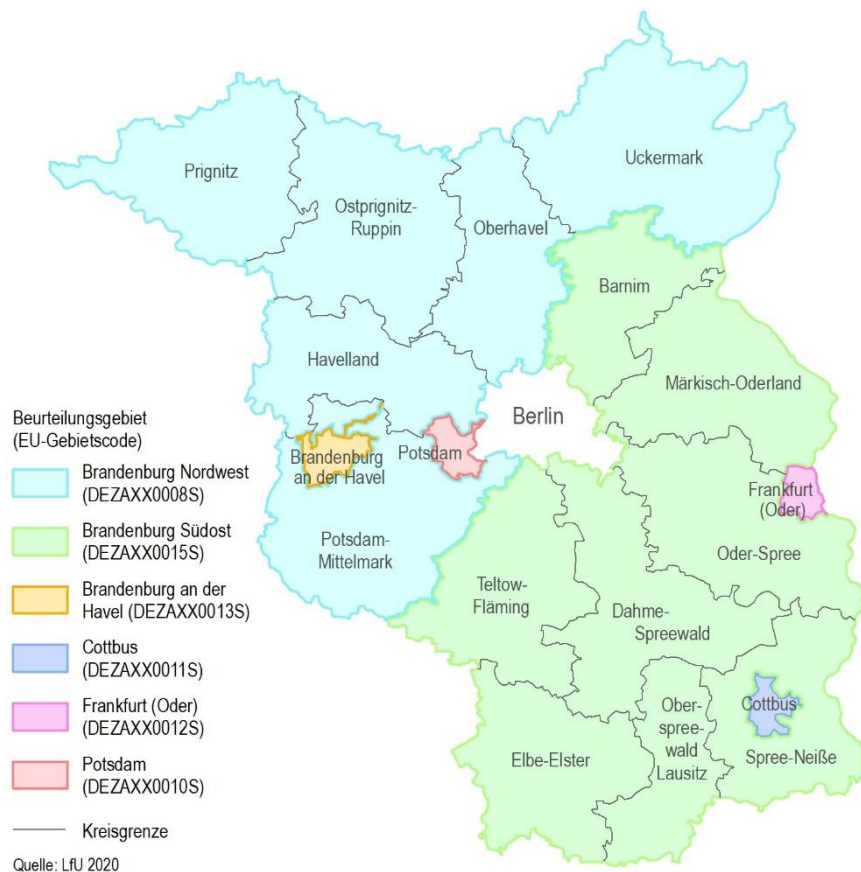 Prignitz
Ostprignitz-
Ruppin
Oberhavel
Uckermark
Barnim
Havelland
Märkisch-Oderland
Berlin
Brandenburg
an der Havel
Potsdam
Frankfurt
(Oder)
Potsdam-
Mittelmark
Oder-Spree
Teltow-
Fläming
Dahme-
Spreewald
Cottbus
Ober-
spree-
wald
Lausitz
Elbe-Elster
Spree-Neiße
Beurteilungsgebiet
(EU-Gebietscode)
Brandenburg Nordwest
(DEZAXX0008S)
Brandenburg Südost
(DEZAXX0015S)
Brandenburg an der
Havel (DEZAXX0013S)
Cottbus
(DEZAXX0011S)
Frankfurt (Oder)
(DEZAXX0012S)
Potsdam
(DEZAXX0010S)
Kreisgrenze
Quelle: LfU 2020